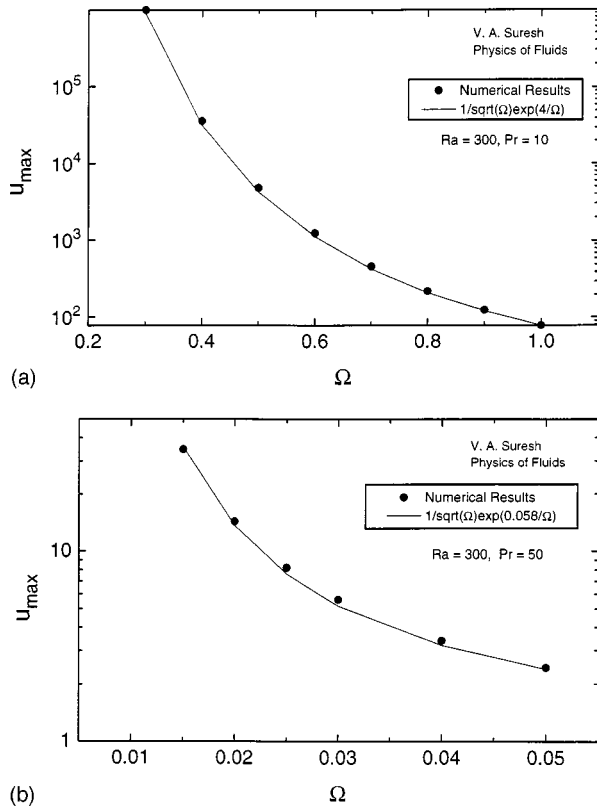 V. A. Suresh
Physics of Fluids
Numerical Results
1/sqrt(Ω)exp(4/Ω)
Ra = 300, Pr = 10
10^5
10^4
10^3
10^2
u_max
0.2 0.4 0.6 0.8 1.0
(a)
Ω
V. A. Suresh
Physics of Fluids
Numerical Results
1/sqrt(Ω)exp(0.058/Ω)
Ra = 300, Pr = 50
10
1
u_max
0.01 0.02 0.03 0.04 0.05
(b)
Ω